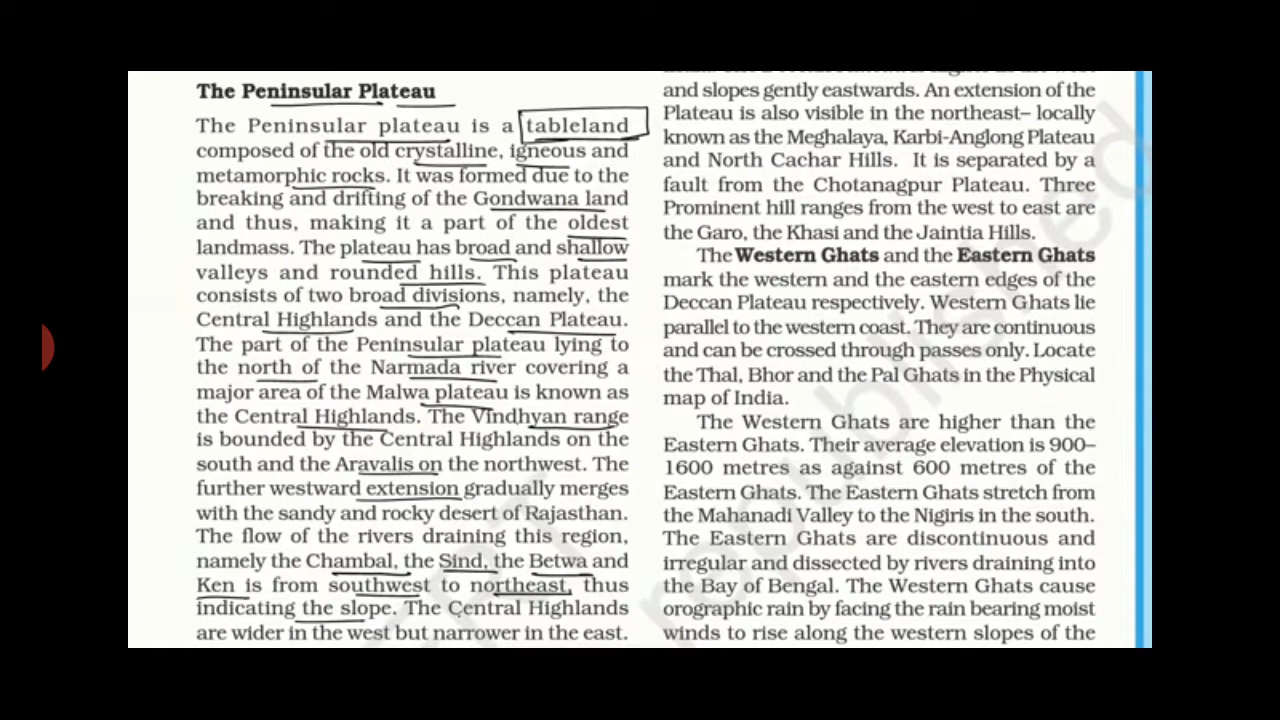 The Peninsular Plateau
The Peninsular plateau is a tableland
composed of the old crystalline, igneous and
metamorphic rocks. It was formed due to the
breaking and drifting of the Gondwana land
and thus, making it a part of the oldest
landmass. The plateau has broad and shallow
valleys and rounded hills. This plateau
consists of two broad divisions, namely, the
Central Highlands and the Deccan Plateau.
The part of the Peninsular plateau lying to
the north of the Narmada river covering a
major area of the Malwa plateau is known as
the Central Highlands. The Vindhyan range
is bounded by the Central Highlands on the
south and the Aravalis on the northwest. The
further westward extension gradually merges
with the sandy and rocky desert of Rajasthan.
The flow of the rivers draining this region,
namely the Chambal, the Sind, the Betwa and
Ken is from southwest to northeast, thus
indicating the slope. The Central Highlands
are wider in the west but narrower in the east.
and slopes gently eastwards. An extension of the
Plateau is also visible in the northeast– locally
known as the Meghalaya, Karbi-Anglong Plateau
and North Cachar Hills. It is separated by a
fault from the Chotanagpur Plateau. Three
Prominent hill ranges from the west to east are
the Garo, the Khasi and the Jaintia Hills.
The Western Ghats and the Eastern Ghats
mark the western and the eastern edges of the
Deccan Plateau respectively. Western Ghats lie
parallel to the western coast. They are continuous
and can be crossed through passes only. Locate
the Thal, Bhor and the Pal Ghats in the Physical
map of India.
The Western Ghats are higher than the
Eastern Ghats. Their average elevation is 900–
1600 metres as against 600 metres of the
Eastern Ghats. The Eastern Ghats stretch from
the Mahanadi Valley to the Nigiris in the south.
The Eastern Ghats are discontinuous and
irregular and dissected by rivers draining into
the Bay of Bengal. The Western Ghats cause
orographic rain by facing the rain bearing moist
winds to rise along the western slopes of the
republished